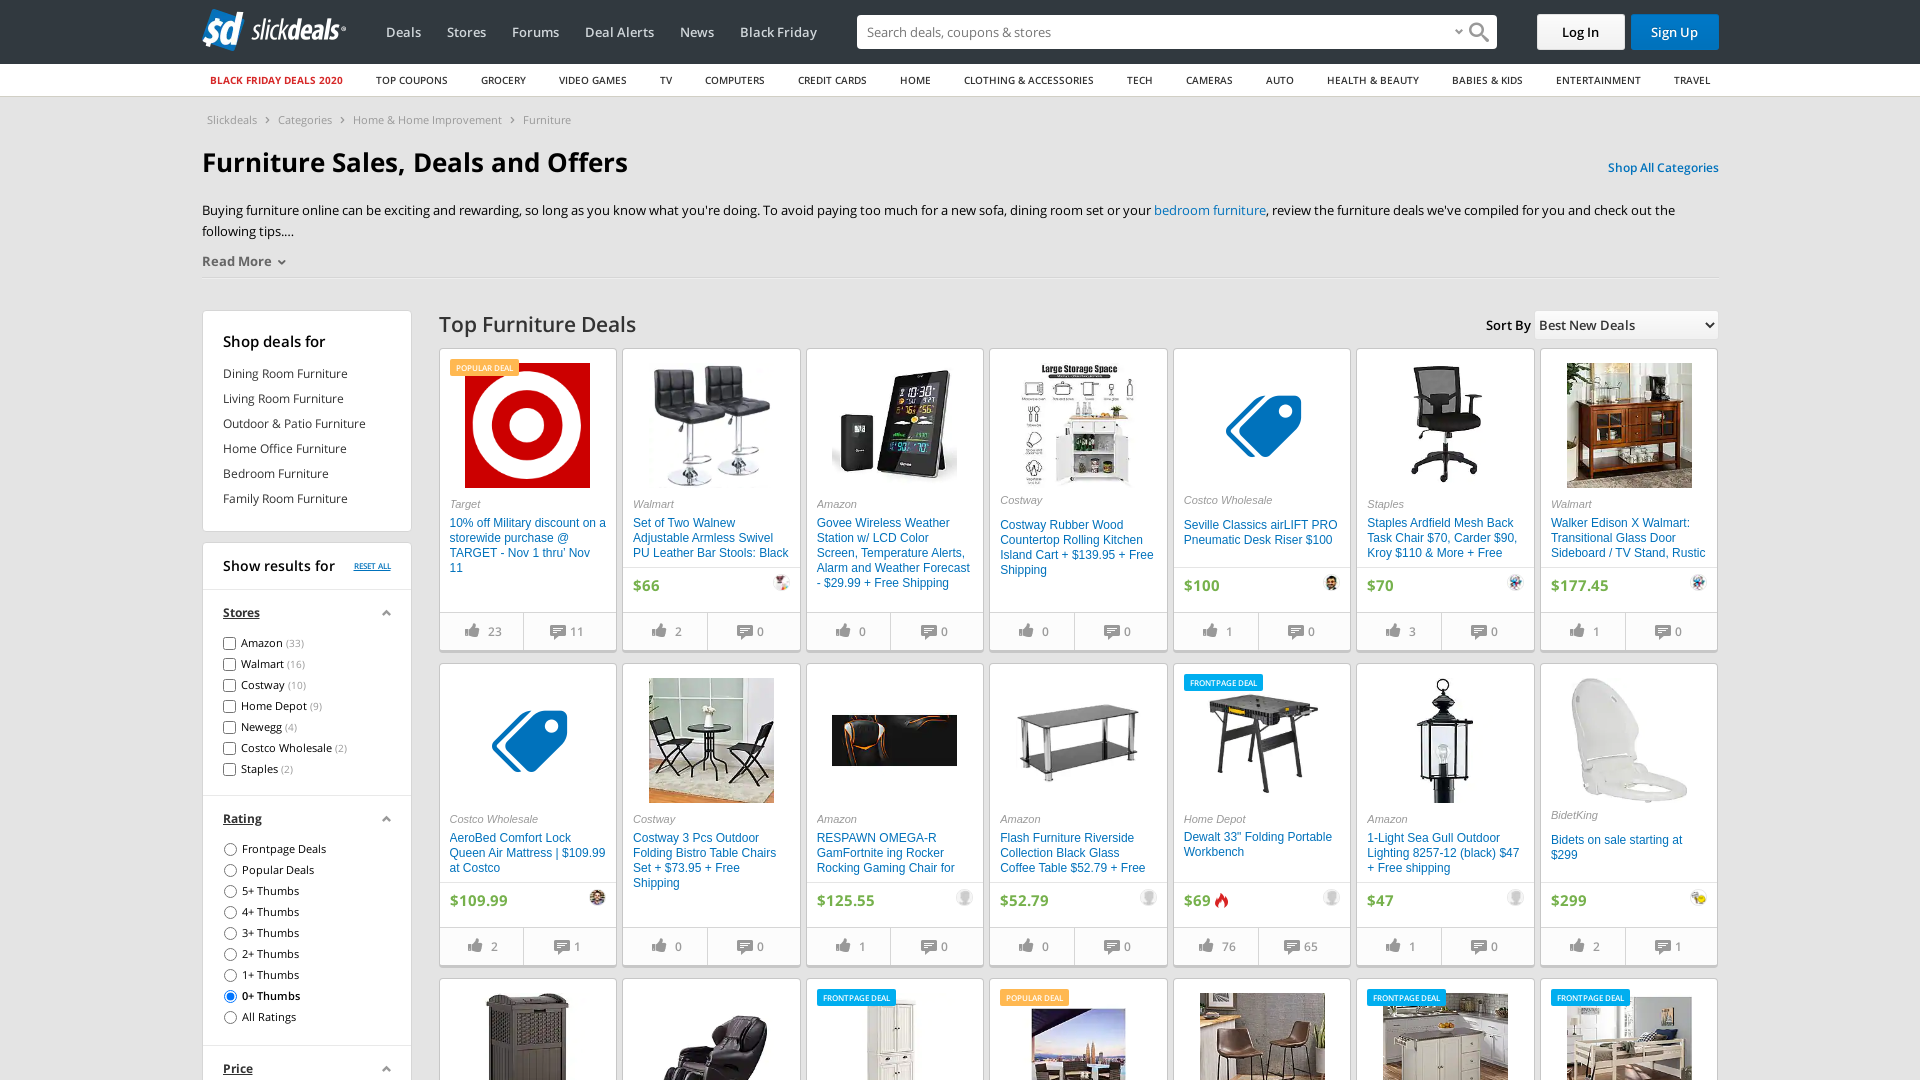 sd slickdeals
Deals
Stores
Forums
Deal Alerts
News
Black Friday
Search deals, coupons & stores
Log In
Sign Up
BLACK FRIDAY DEALS 2020
TOP COUPONS
GROCERY
VIDEO GAMES
TV
COMPUTERS
CREDIT CARDS
HOME
CLOTHING & ACCESSORIES
TECH
CAMERAS
AUTO
HEALTH & BEAUTY
BABIES & KIDS
ENTERTAINMENT
TRAVEL
Slickdeals > Categories > Home & Home Improvement > Furniture
Furniture Sales, Deals and Offers
Shop All Categories
Buying furniture online can be exciting and rewarding, so long as you know what you're doing. To avoid paying too much for a new sofa, dining room set or your bedroom furniture, review the furniture deals we've compiled for you and check out the
following tips....
Read More
Shop deals for
Dining Room Furniture
Living Room Furniture
Outdoor & Patio Furniture
Home Office Furniture
Bedroom Furniture
Family Room Furniture
Show results for
RESET ALL
Stores
Amazon (33)
Walmart (16)
Costway (10)
Home Depot (9)
Newegg (4)
Costco Wholesale (2)
Staples (2)
Rating
Frontpage Deals
Popular Deals
5+ Thumbs
4+ Thumbs
3+ Thumbs
2+ Thumbs
1+ Thumbs
0+ Thumbs
All Ratings
Price
Top Furniture Deals
Sort By Best New Deals
POPULAR DEAL
Target
10% off Military discount on a
storewide purchase @
TARGET - Nov 1 thru' Nov
11
23
11
Walmart
Set of Two Walnew
Adjustable Armless Swivel
PU Leather Bar Stools: Black
$66
2
0
Amazon
Govee Wireless Weather
Station w/ LCD Color
Screen, Temperature Alerts,
Alarm and Weather Forecast
- $29.99 + Free Shipping
0
0
Large Storage Space
Costway
Costway Rubber Wood
Countertop Rolling Kitchen
Island Cart + $139.95 + Free
Shipping
0
0
Costco Wholesale
Seville Classics airLIFT PRO
Pneumatic Desk Riser $100
$100
1
0
Staples
Staples Ardfield Mesh Back
Task Chair $70, Carder $90,
Kroy $110 & More + Free
$70
3
0
Walmart
Walker Edison X Walmart:
Transitional Glass Door
Sideboard / TV Stand, Rustic
$177.45
1
0
Costco Wholesale
AeroBed Comfort Lock
Queen Air Mattress | $109.99
at Costco
$109.99
2
1
Costway
Costway 3 Pcs Outdoor
Folding Bistro Table Chairs
Set + $73.95 + Free
Shipping
0
0
Amazon
RESPAWN OMEGA-R
GamFortnite ing Rocker
Rocking Gaming Chair for
$125.55
1
0
Amazon
Flash Furniture Riverside
Collection Black Glass
Coffee Table $52.79 + Free
$52.79
0
0
FRONTPAGE DEAL
Home Depot
Dewalt 33" Folding Portable
Workbench
$69
76
65
Amazon
1-Light Sea Gull Outdoor
Lighting 8257-12 (black) $47
+ Free shipping
$47
1
0
BidetKing
Bidets on sale starting at
$299
$299
2
1
FRONTPAGE DEAL
POPULAR DEAL
FRONTPAGE DEAL
FRONTPAGE DEAL